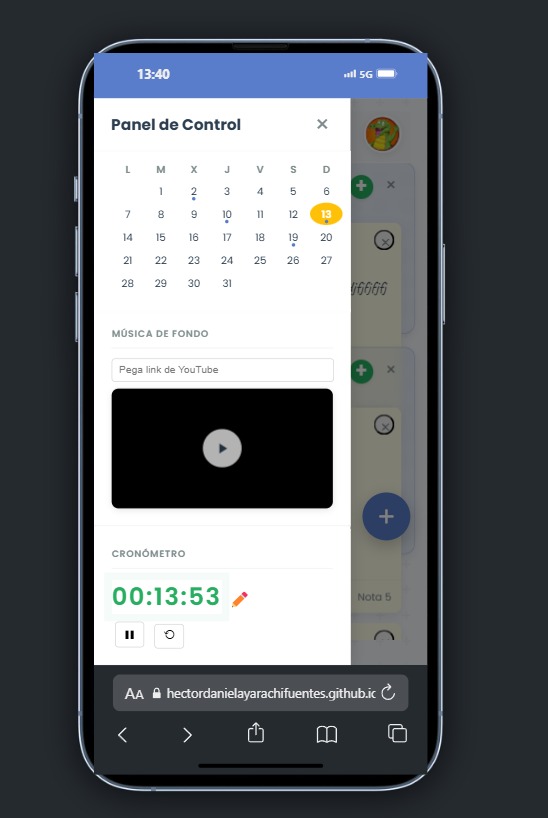 13:40
5G
Panel de Control
L M X J V S D
1 2 3 4 5 6
7 8 9 10 11 12 13
14 15 16 17 18 19 20
21 22 23 24 25 26 27
28 29 30 31
MÚSICA DE FONDO
Pega link de YouTube
CRONÓMETRO
00:13:53
Nota 5
AA hectordanielayarachifuentes.github.ic